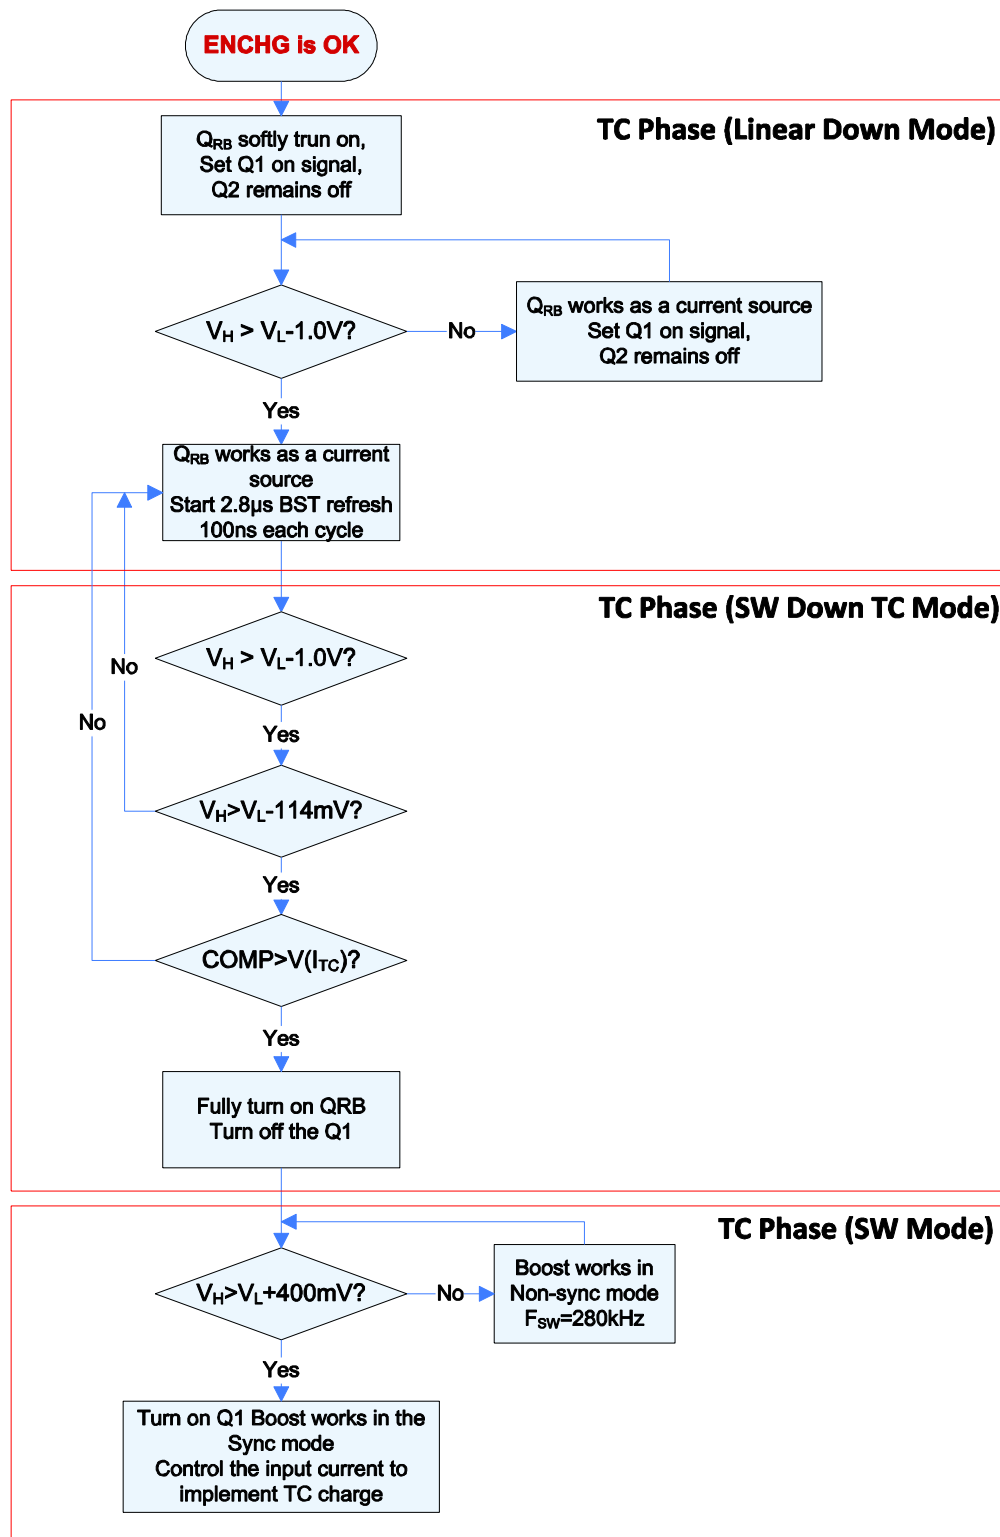 ENCHG is OK
TC Phase (Linear Down Mode)
QRB softly trun on,
Set Q1 on signal,
Q2 remains off
VH > VL-1.0V?
No
QRB works as a current source
Set Q1 on signal,
Q2 remains off
Yes
QRB works as a current
source
Start 2.8µs BST refresh
100ns each cycle
TC Phase (SW Down TC Mode)
VH > VL-1.0V?
No
No
Yes
VH>VL-114mV?
Yes
COMP>V(ITC)?
Yes
Fully turn on QRB
Turn off the Q1
TC Phase (SW Mode)
VH>VL+400mV?
No
Boost works in
Non-sync mode
FSW=280kHz
Yes
Turn on Q1 Boost works in the
Sync mode
Control the input current to
implement TC charge